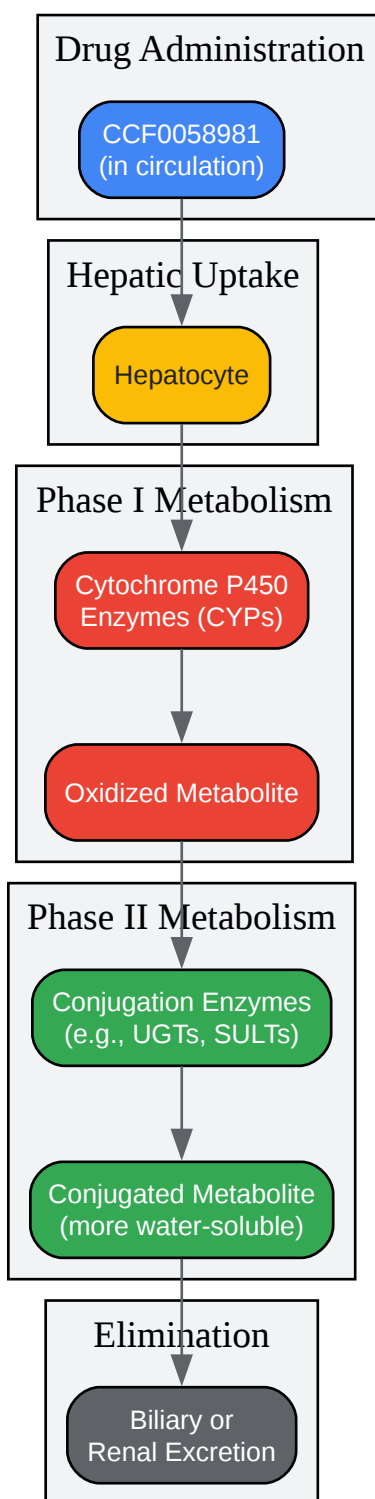 Drug Administration
CCF0058981
(in circulation)
Hepatic Uptake
Hepatocyte
Phase I Metabolism
Cytochrome P450
Enzymes (CYPs)
Oxidized Metabolite
Phase II Metabolism
Conjugation Enzymes
(e.g., UGTs, SULTs)
Conjugated Metabolite
(more water-soluble)
Elimination
Biliary or
Renal Excretion